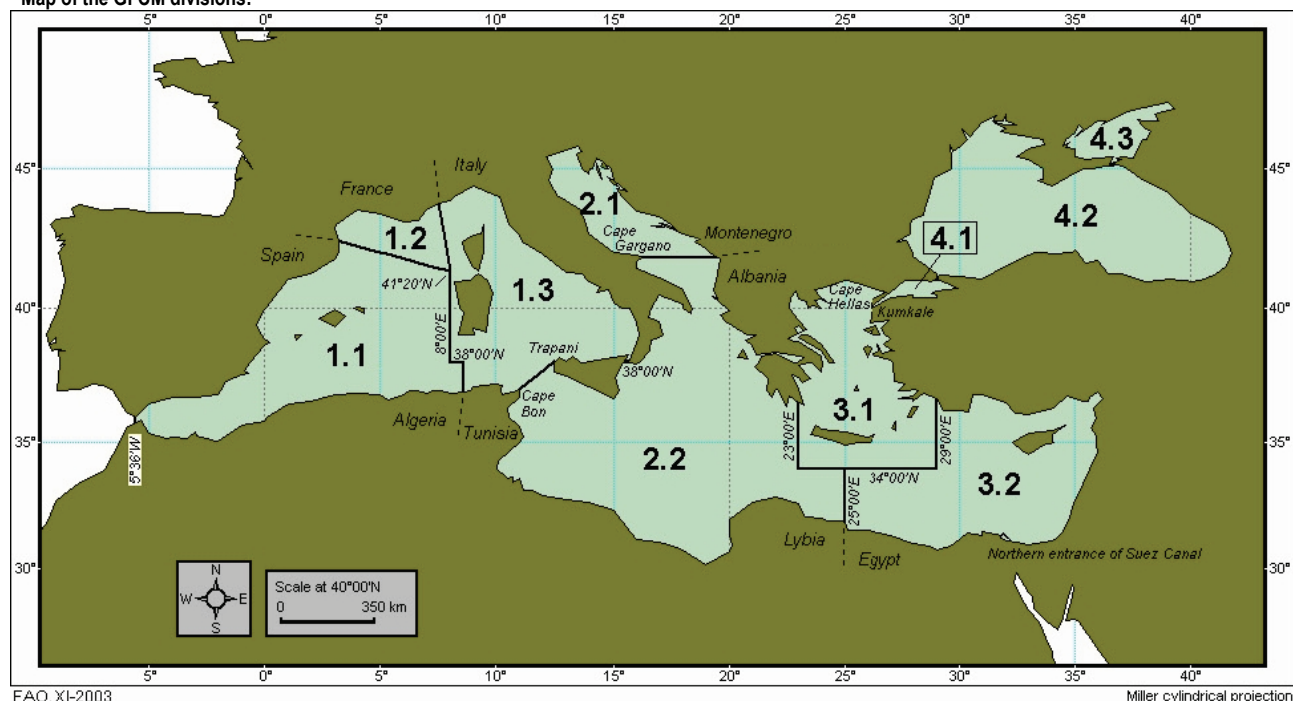 Map of the GFCM divisions:
5° 0° 5° 10° 15° 20° 25° 30° 35° 40°
45° 45°
40° 40°
35° 35°
30° 30°
4.3
Italy
France
2.1
4.2
1.2
Cape
Gargano
Montenegro
4.1
Spain
Albania
41°20'N
1.3
Cape
Hellas
Kumkale
8°00'E
1.1
38°00'N
Trapani
38°00'N
Cape
Bon
Algeria
Tunisia
3.1
5°36'W
2.2
23°00'E
29°00'E
34°00'N
3.2
25°00'E
Lybia
Egypt
Northern entrance of Suez Canal
N
W E
S
Scale at 40°00'N
0 350 km
5° 0° 5° 10° 15° 20° 25° 30° 35° 40°
FAO XI-2003
Miller cylindrical projection